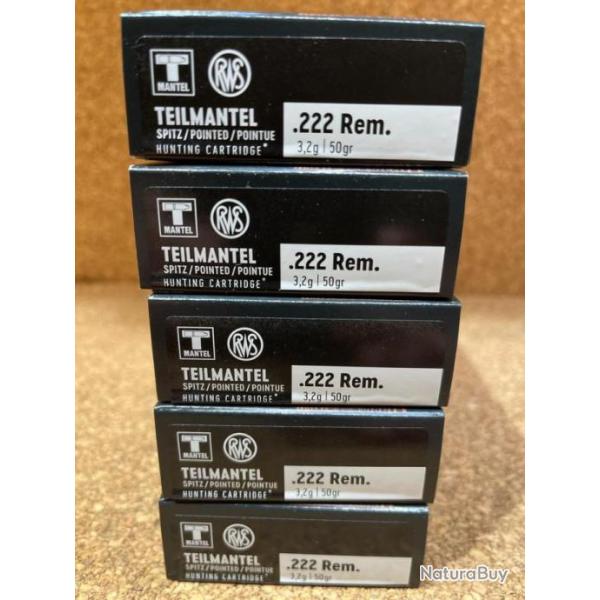 T
MANTEL
RWS
TEILMANTEL
SPITZ/POINTED/POINTUE
HUNTING CARTRIDGE*
.222 Rem.
3,2g | 50gr
T
MANTEL
RWS
TEILMANTEL
SPITZ/POINTED/POINTUE
HUNTING CARTRIDGE*
.222 Rem.
3,2g | 50gr
T
MANTEL
RWS
TEILMANTEL
SPITZ/POINTED/POINTUE
HUNTING CARTRIDGE*
.222 Rem.
3,2g | 50gr
T
MANTEL
RWS
TEILMANTEL
SPITZ/POINTED/POINTUE
HUNTING CARTRIDGE*
.222 Rem.
3,2g | 50gr
T
MANTEL
RWS
TEILMANTEL
SPITZ/POINTED/POINTUE
HUNTING CARTRIDGE*
.222 Rem.
3,2g | 50gr
NaturaBuy